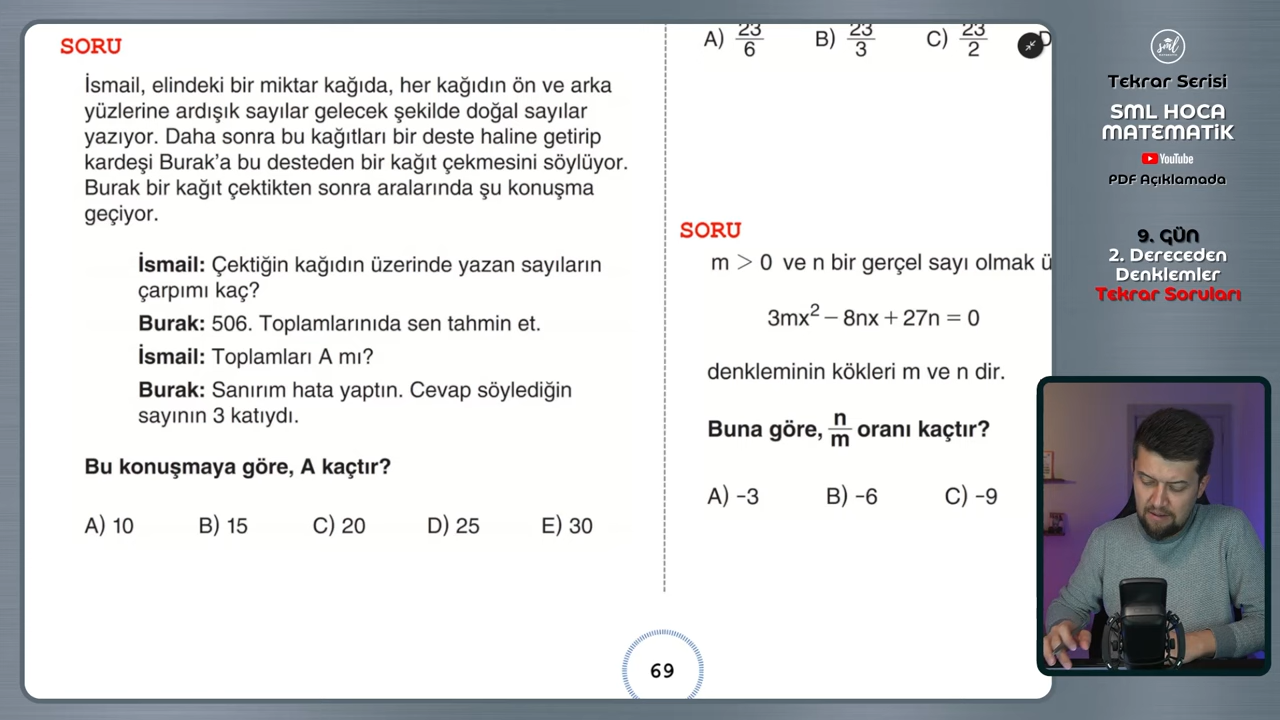 SORU
İsmail, elindeki bir miktar kağıda, her kağıdın ön ve arka
yüzlerine ardışık sayılar gelecek şekilde doğal sayılar
yazıyor. Daha sonra bu kağıtları bir deste haline getirip
kardeşi Burak'a bu desteden bir kağıt çekmesini söylüyor.
Burak bir kağıt çektikten sonra aralarında şu konuşma
geçiyor.
İsmail: Çektiğin kağıdın üzerinde yazan sayıların
çarpımı kaç?
Burak: 506. Toplamlarınıda sen tahmin et.
İsmail: Toplamları A mı?
Burak: Sanırım hata yaptın. Cevap söylediğin
sayının 3 katıydı.
Bu konuşmaya göre, A kaçtır?
A) 10 B) 15 C) 20 D) 25 E) 30
A) 23/6 B) 23/3 C) 23/2 D
SORU
m > 0 ve n bir gerçel sayı olmak ü
3mx² − 8nx + 27n = 0
denkleminin kökleri m ve n dir.
Buna göre, n/m oranı kaçtır?
A) −3 B) −6 C) −9
69
sml
Tekrar Serisi
SML HOCA
MATEMATİK
YouTube
PDF Açıklamada
9. GÜN
2. Dereceden
Denklemler
Tekrar Soruları